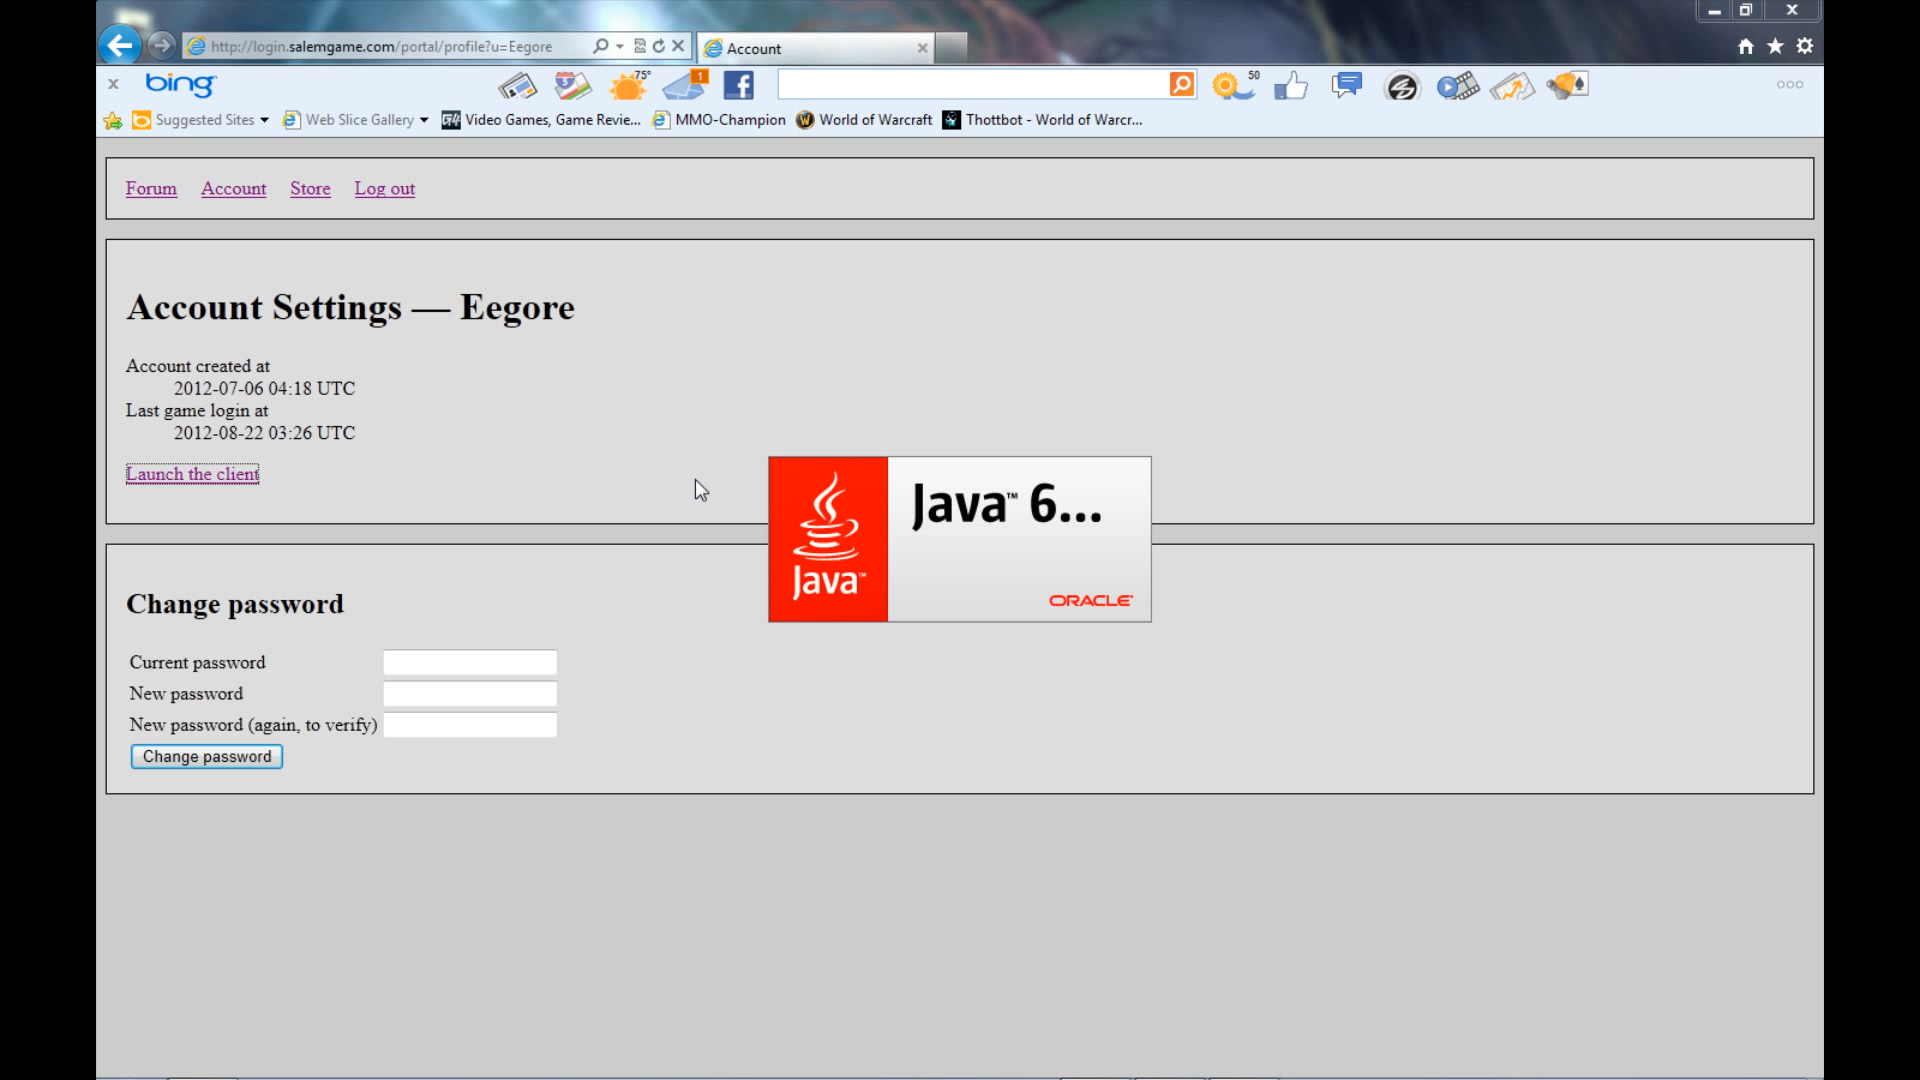 http://login.salemgame.com/portal/profile?u=Eegore
Account
bing
75°
1
50
Suggested Sites
Web Slice Gallery
Video Games, Game Revie...
MMO-Champion
World of Warcraft
Thottbot - World of Warcr...
Forum Account Store Log out
Account Settings — Eegore
Account created at
2012-07-06 04:18 UTC
Last game login at
2012-08-22 03:26 UTC
Launch the client
Java™ 6...
Java™
ORACLE
Change password
Current password
New password
New password (again, to verify)
Change password